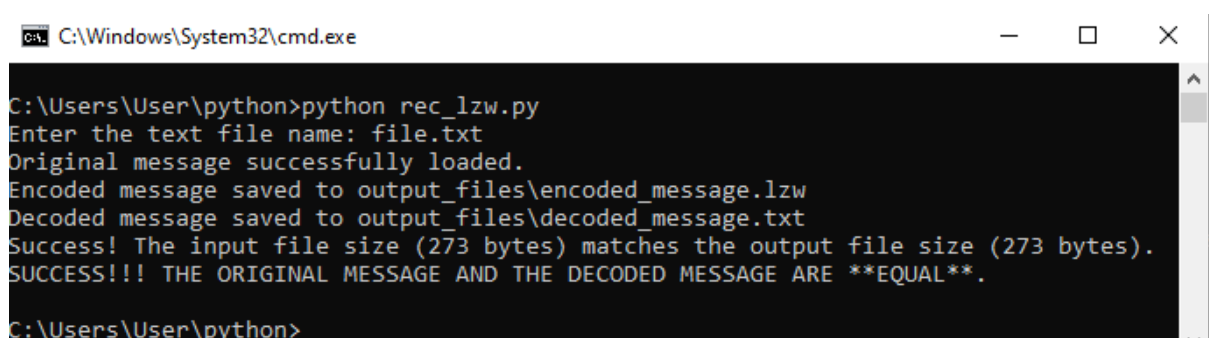 C:\Windows\System32\cmd.exe
C:\Users\User\python>python rec_lzw.py
Enter the text file name: file.txt
Original message successfully loaded.
Encoded message saved to output_files\encoded_message.lzw
Decoded message saved to output_files\decoded_message.txt
Success! The input file size (273 bytes) matches the output file size (273 bytes).
SUCCESS!!! THE ORIGINAL MESSAGE AND THE DECODED MESSAGE ARE **EQUAL**.
C:\Users\User\python>